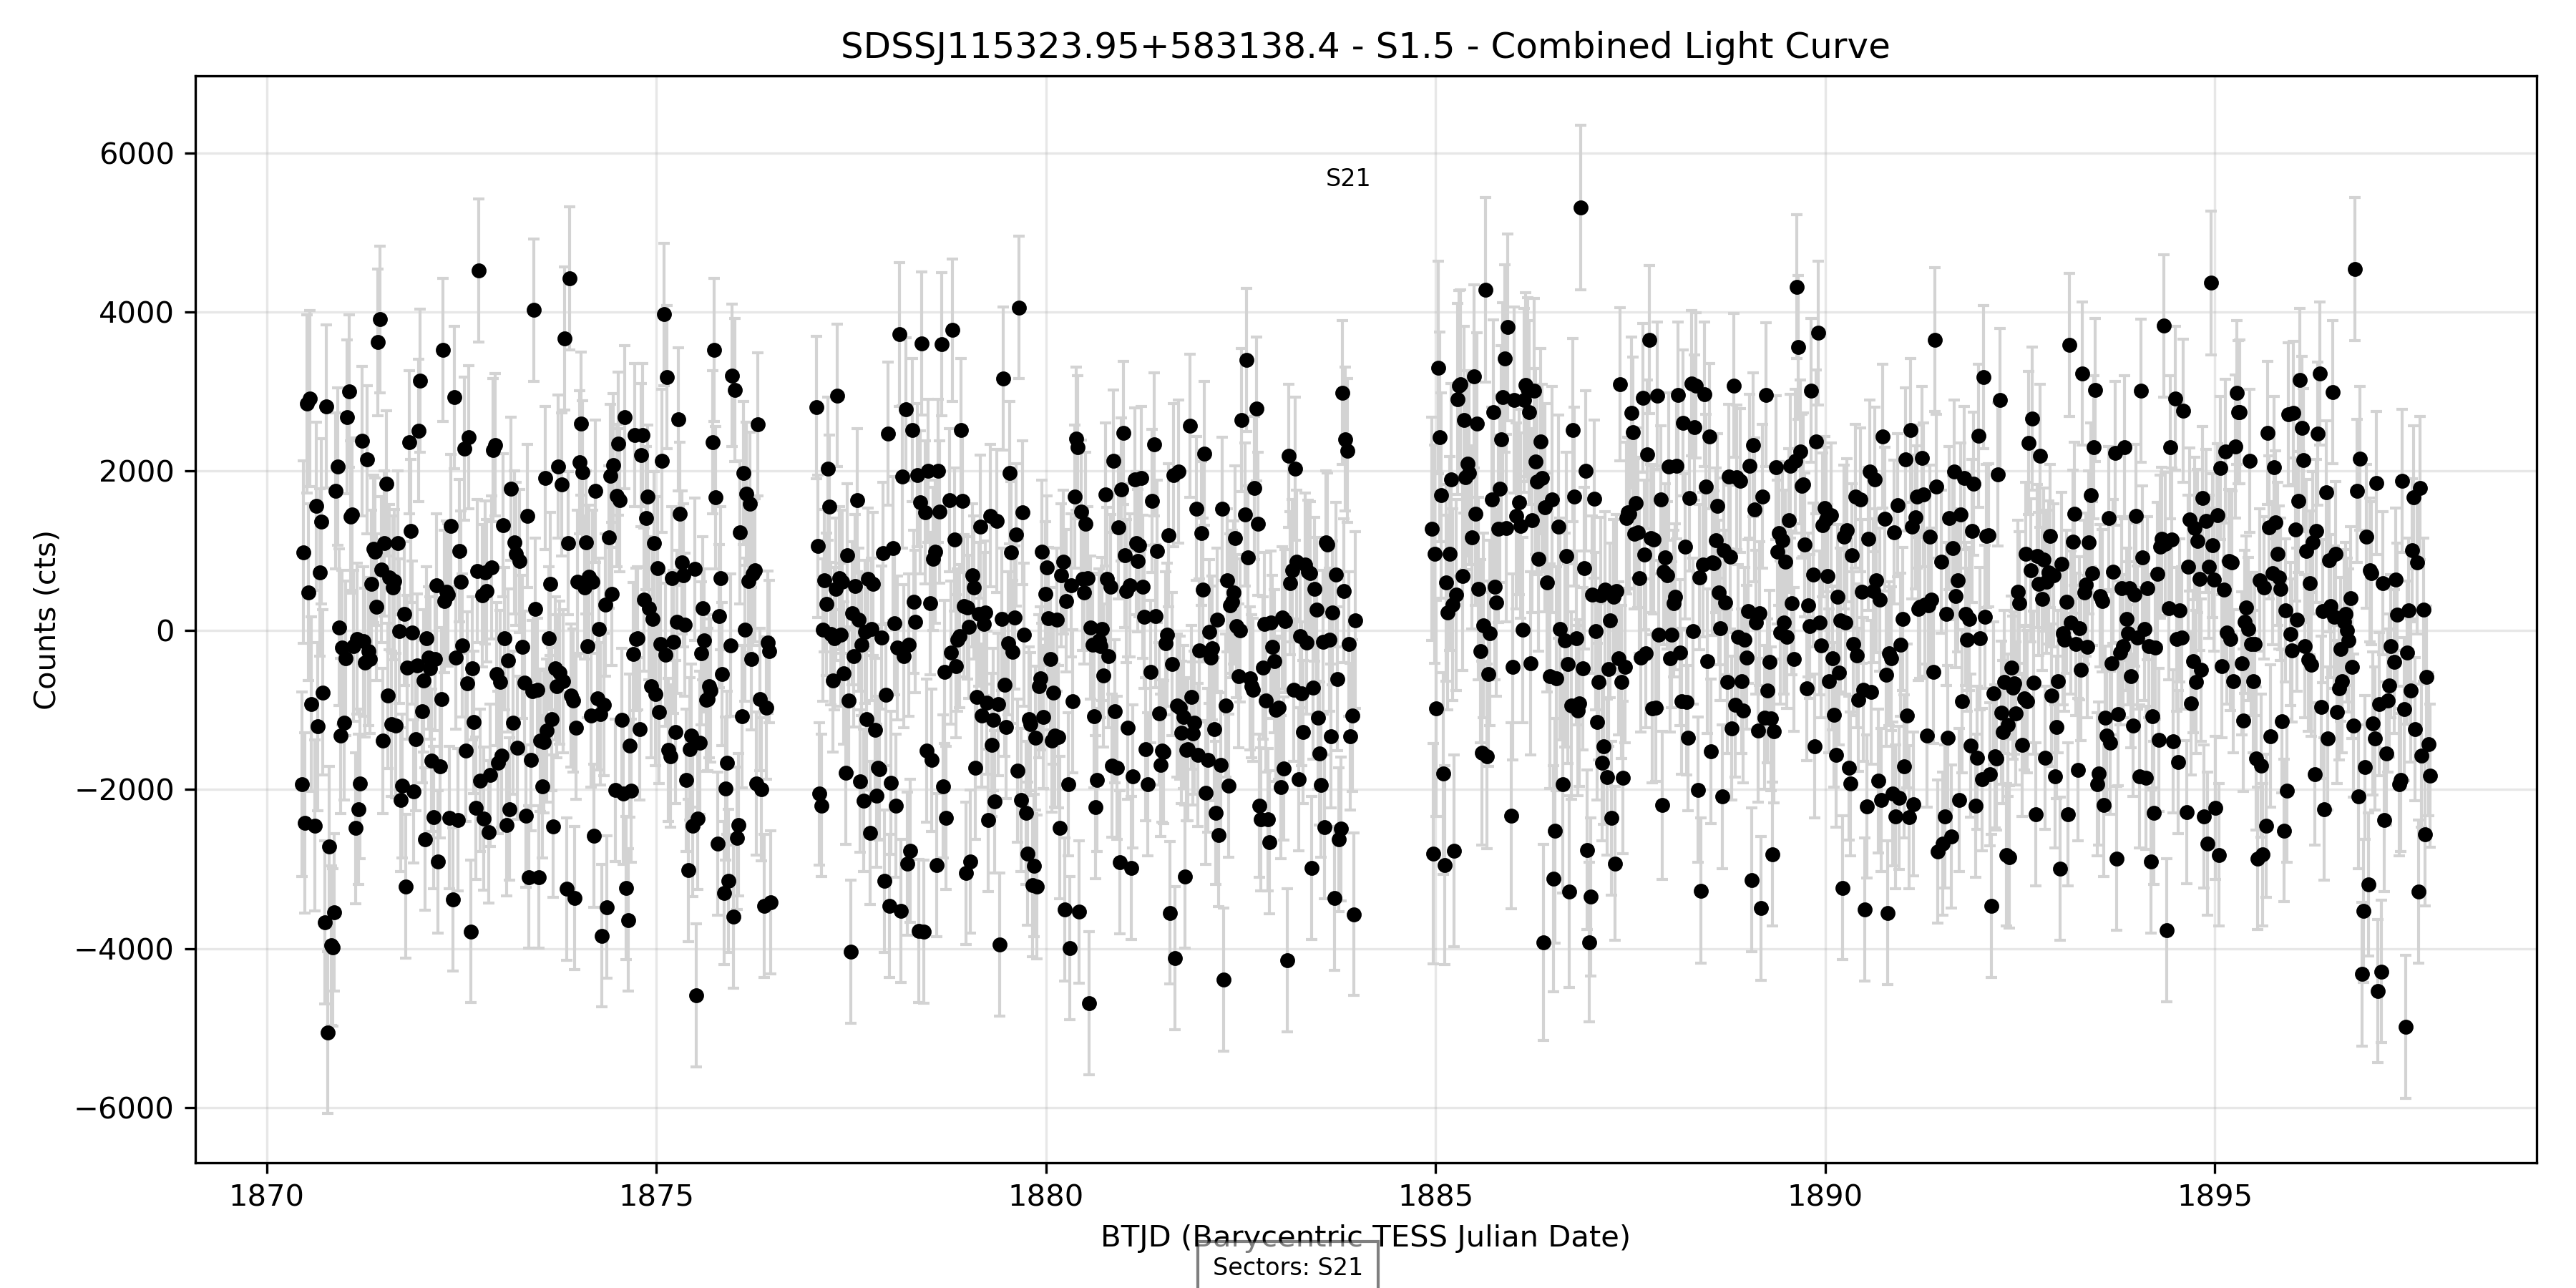 SDSSJ115323.95+583138.4 - S1.5 - Combined Light Curve
6000
S21
4000
2000
0
−2000
−4000
−6000
Counts (cts)
1870 1875 1880 1885 1890 1895
BTJD (Barycentric TESS Julian Date)
Sectors: S21